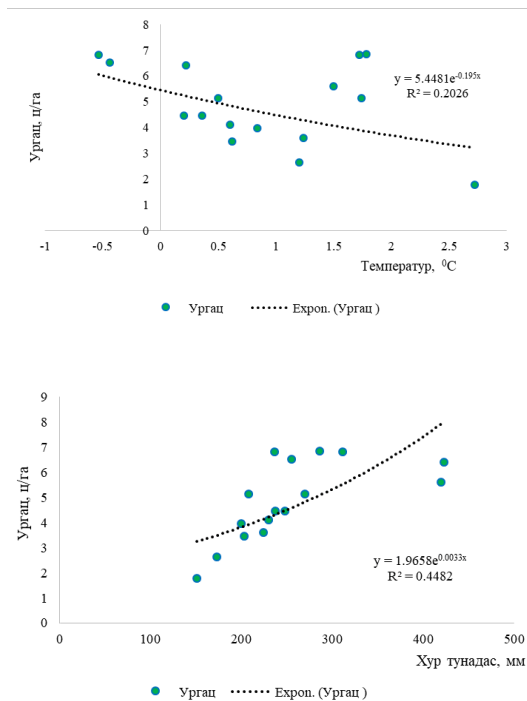 8
7
6
5
4
3
2
1
0
Ургац, ц/га
y = 5.4481e^-0.195x
R² = 0.2026
-1 -0.5 0 0.5 1 1.5 2 2.5 3
Температур, ⁰C
Ургац Expon. (Ургац )
9
8
7
6
5
4
3
2
1
0
Ургац, ц/га
y = 1.9658e^0.0033x
R² = 0.4482
0 100 200 300 400 500
Хур тунадас, мм
Ургац Expon. (Ургац )